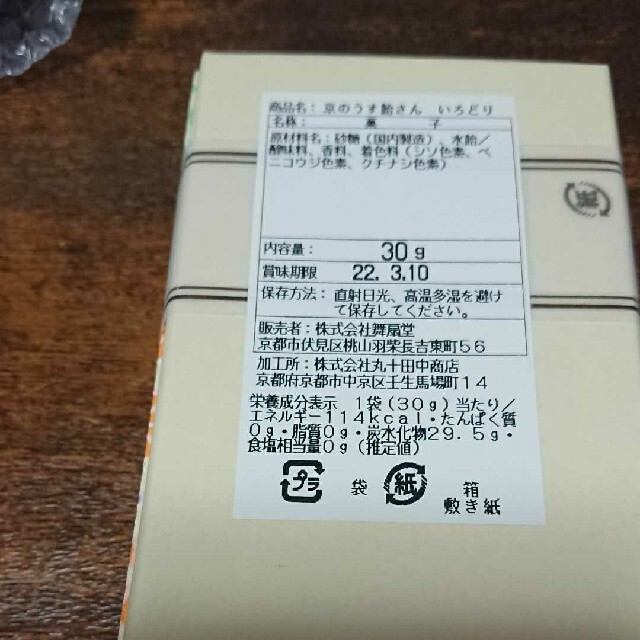 商品名：京のうす飴さん　いろどり
名称：　菓　子
原材料名：砂糖（国内製造）、水飴／
酸味料、香料、着色料（シソ色素、ベ
ニコウジ色素、クチナシ色素）
内容量：　30g
賞味期限　22. 3.10
保存方法：直射日光、高温多湿を避け
て保存してください。
販売者：株式会社舞扇堂
京都市伏見区桃山羽柴長吉東町５６
加工所：株式会社丸十田中商店
京都府京都市中京区壬生馬場町１４
栄養成分表示　１袋（３０ｇ）当たり／
エネルギー１１４ｋｃａｌ・たんぱく質
０ｇ・脂質０ｇ・炭水化物２９．５ｇ・
食塩相当量０ｇ（推定値）
プラ　袋　紙　箱
敷き紙